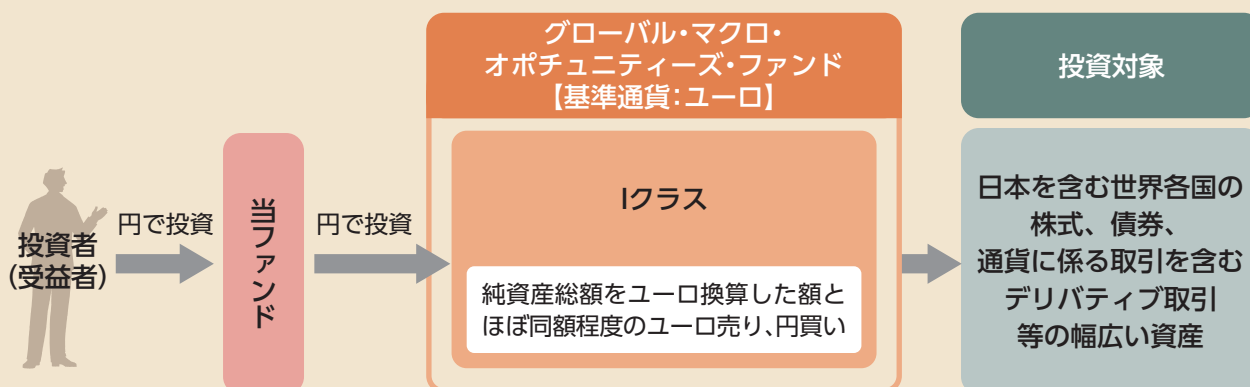 グローバル・マクロ・
オポチュニティーズ・ファンド
【基準通貨：ユーロ】
投資対象
投資者
(受益者)
円で投資
当ファンド
円で投資
Iクラス
純資産総額をユーロ換算した額と
ほぼ同額程度のユーロ売り、円買い
日本を含む世界各国の
株式、債券、
通貨に係る取引を含む
デリバティブ取引
等の幅広い資産